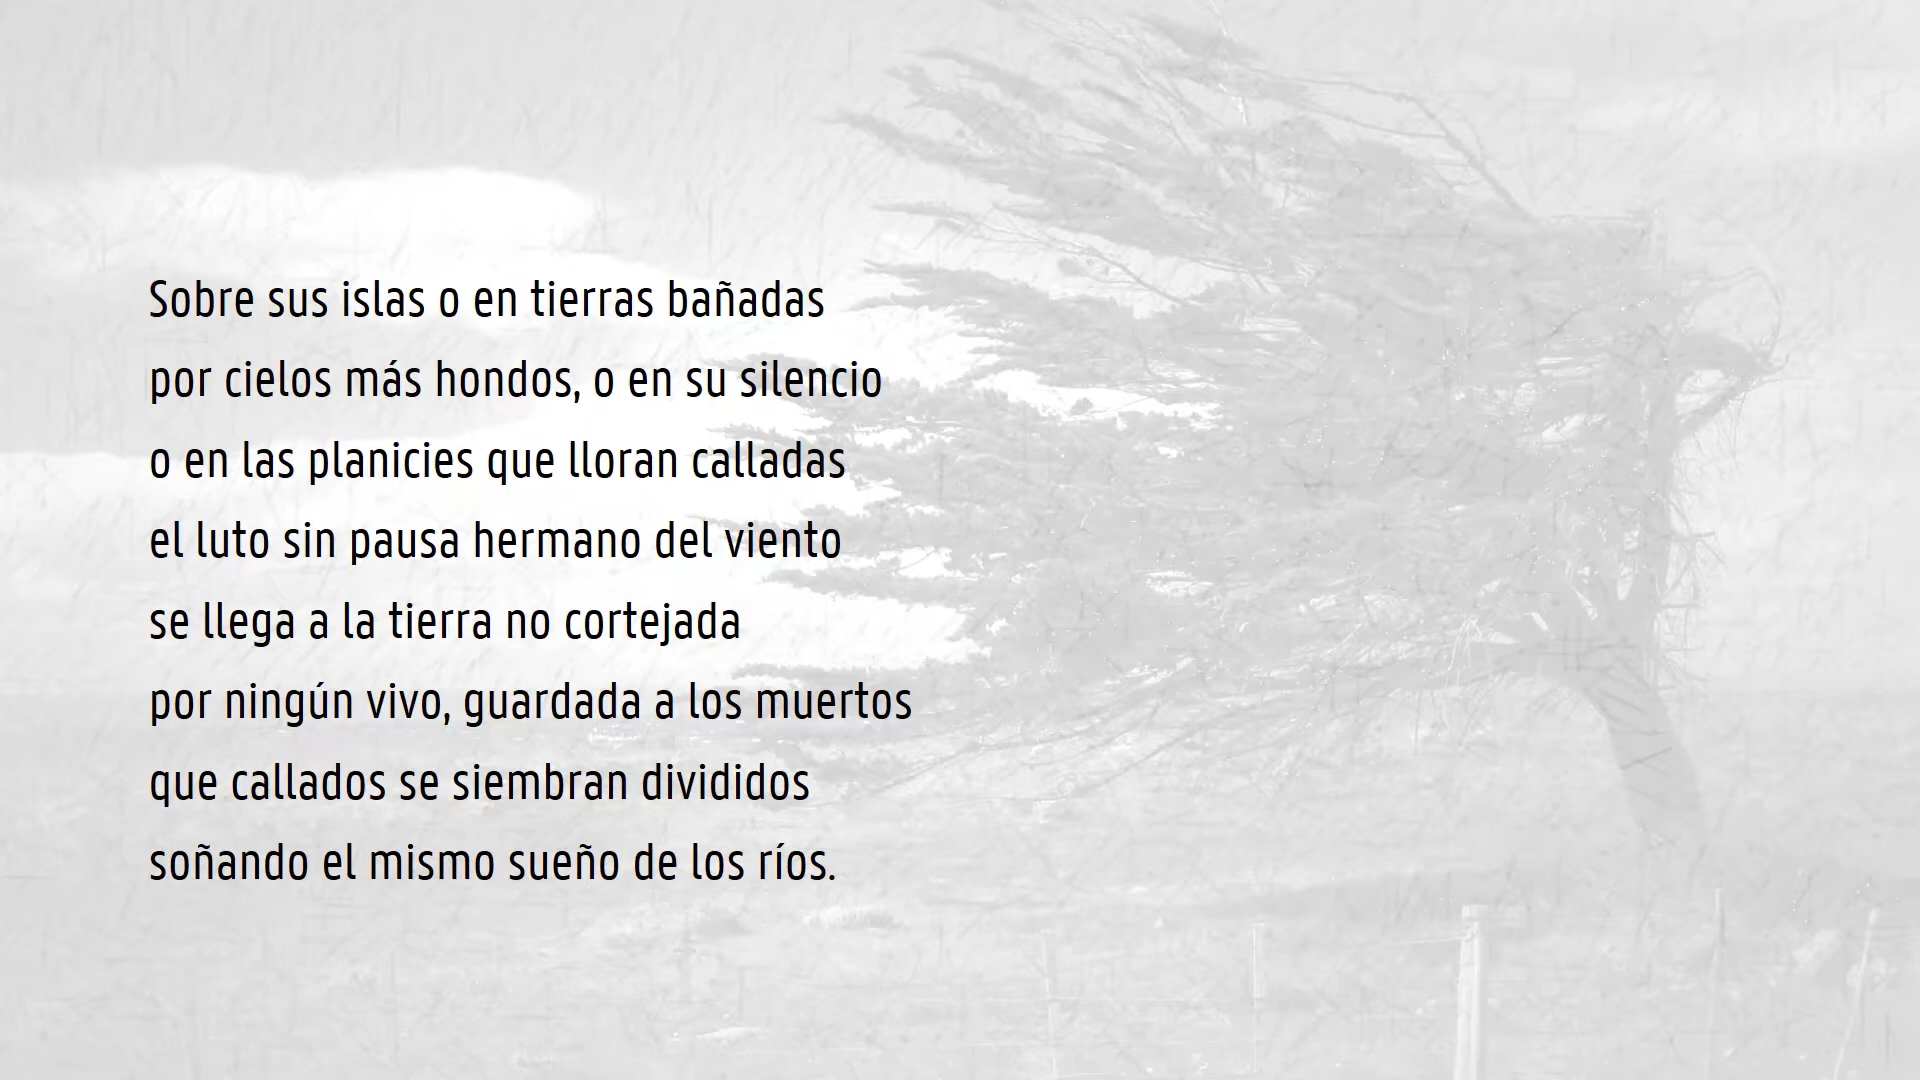 Sobre sus islas o en tierras bañadas
por cielos más hondos, o en su silencio
o en las planicies que lloran calladas
el luto sin pausa hermano del viento
se llega a la tierra no cortejada
por ningún vivo, guardada a los muertos
que callados se siembran divididos
soñando el mismo sueño de los ríos.